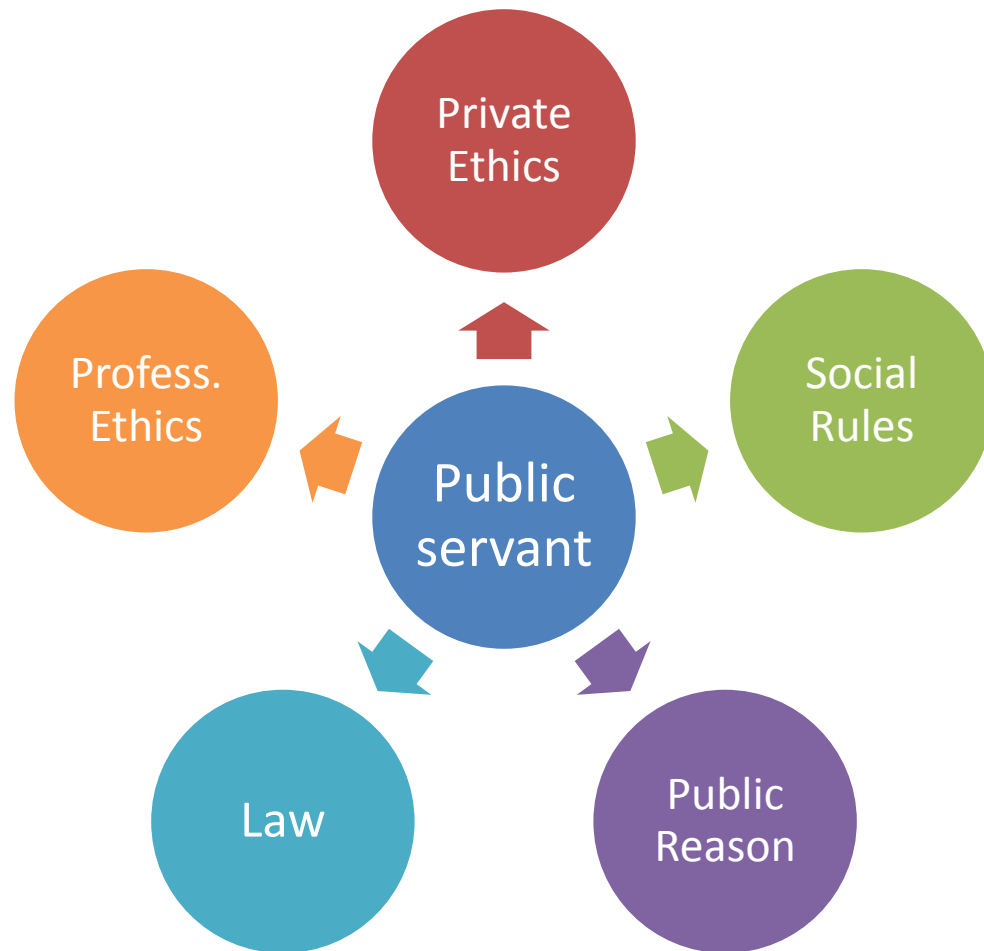 Private
Ethics
Profess.
Ethics
Social
Rules
Public
servant
Law
Public
Reason